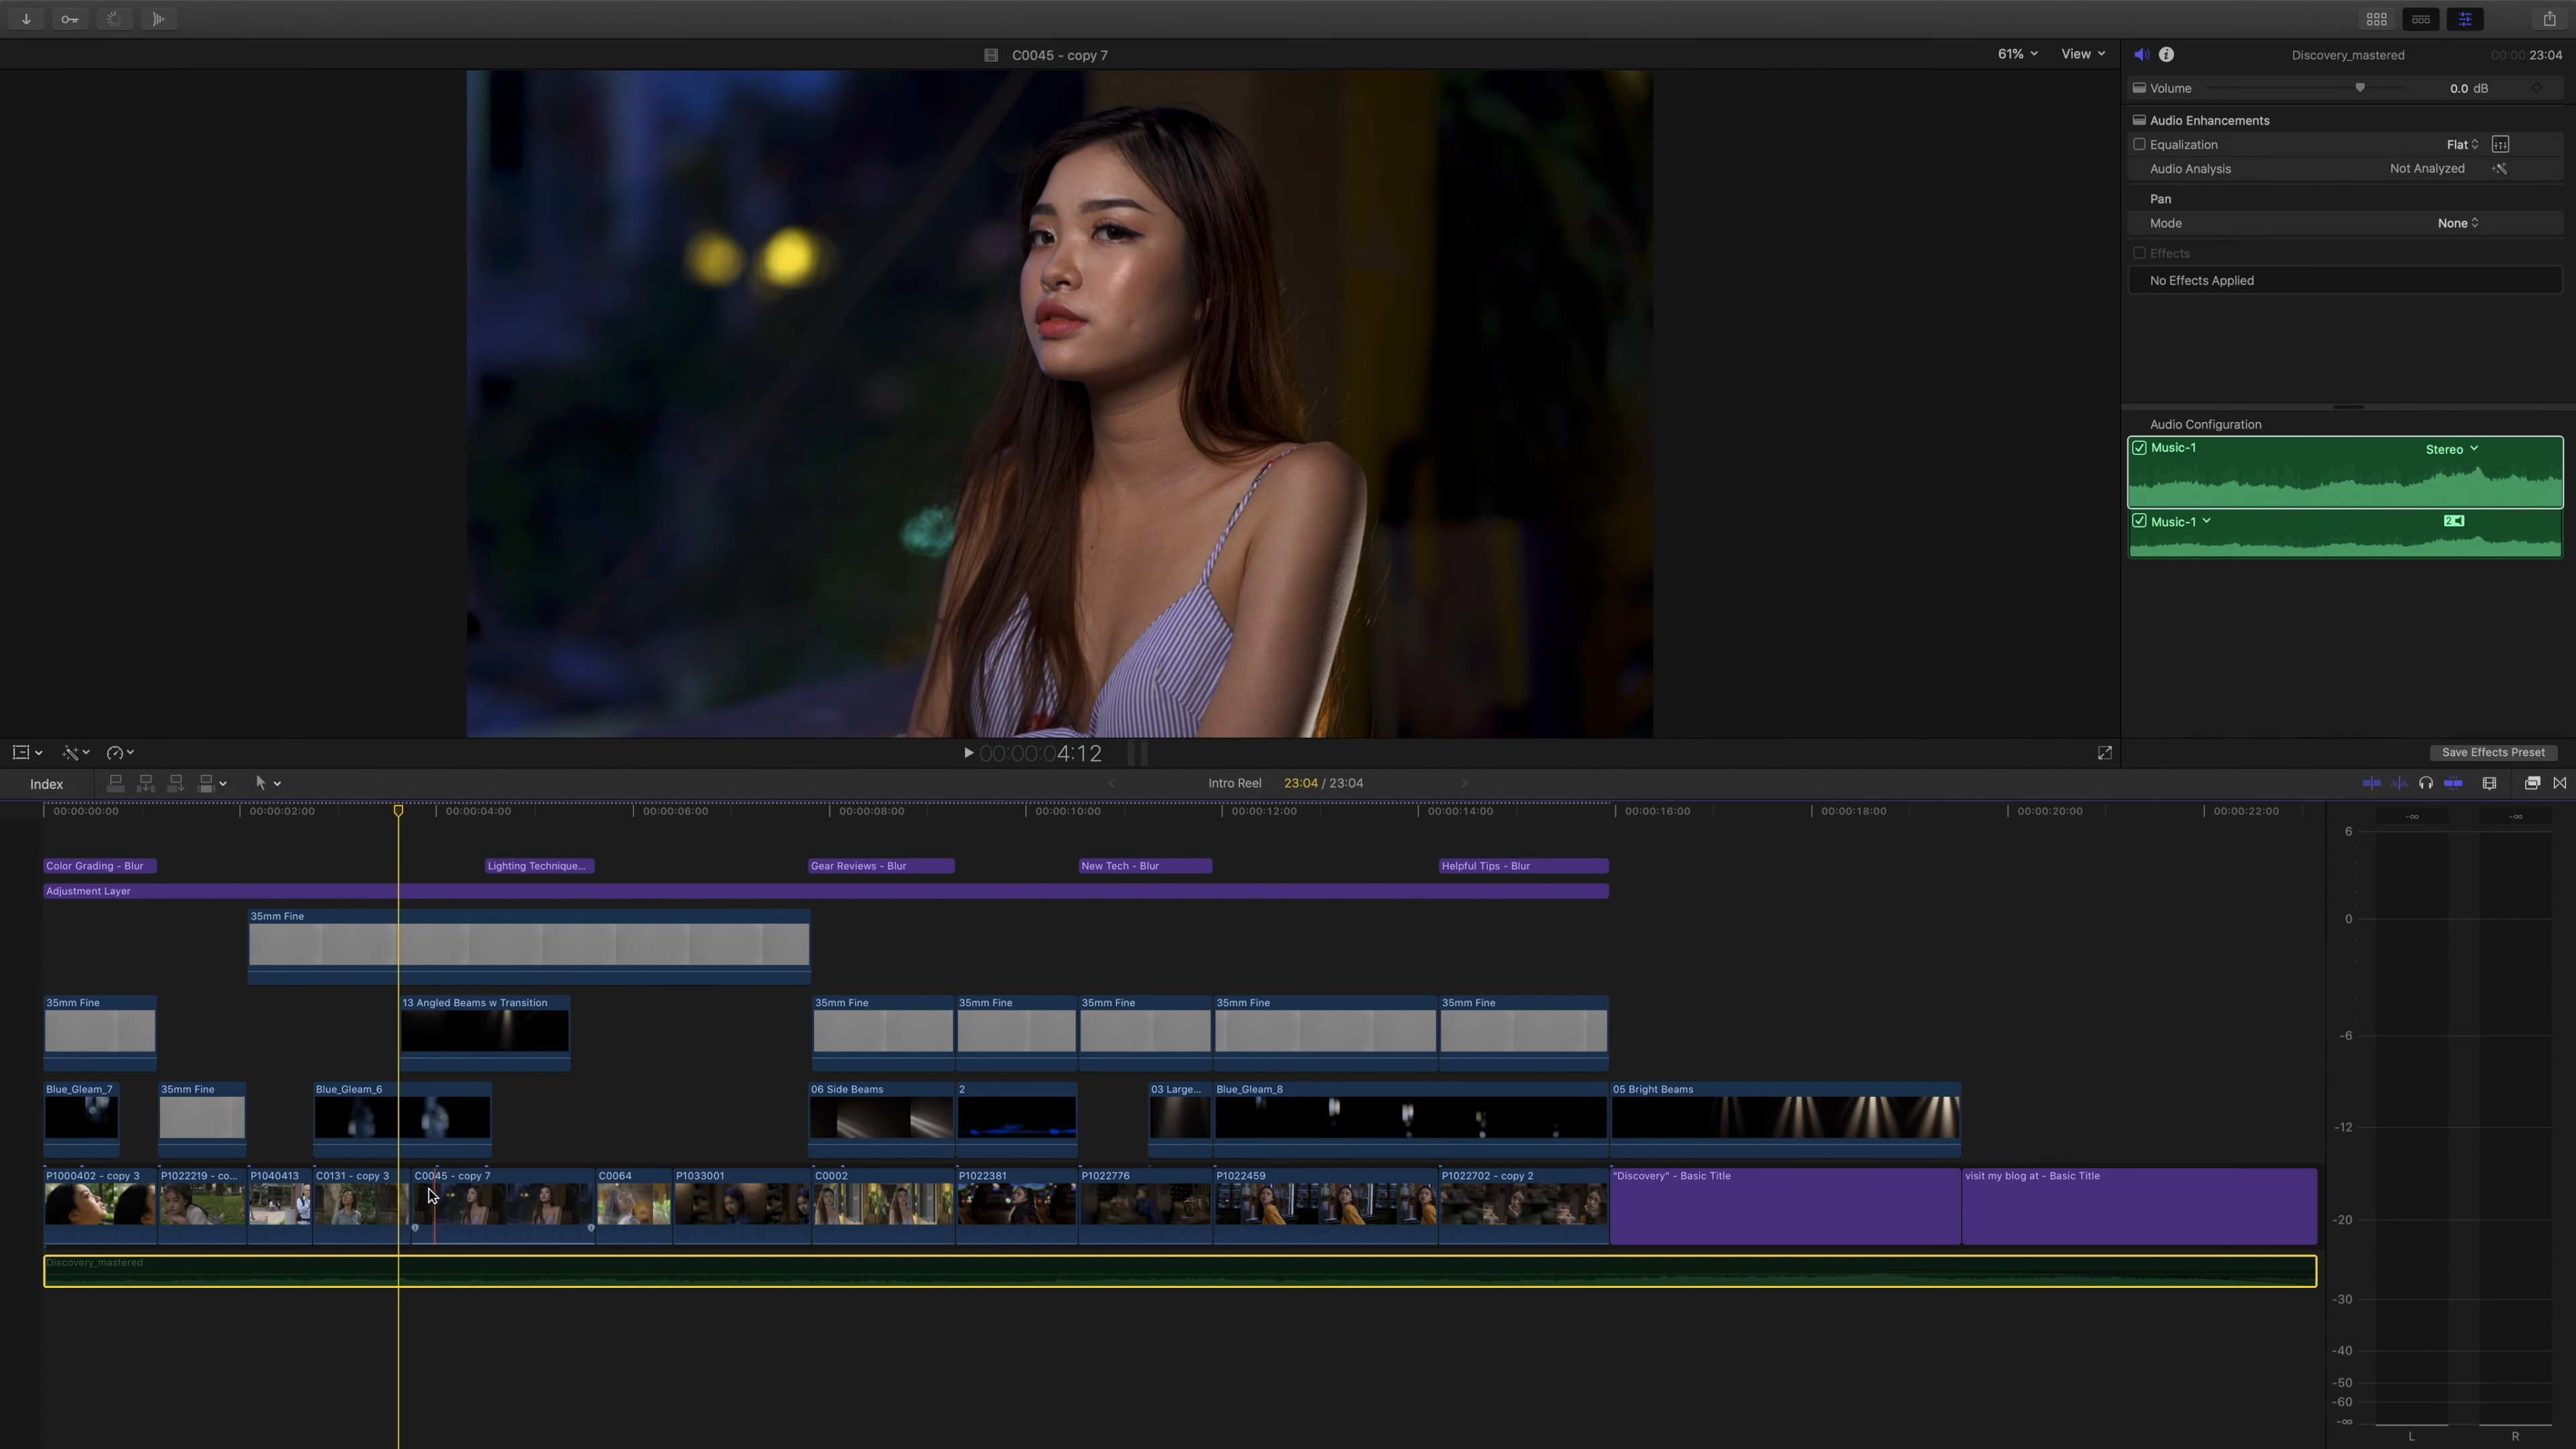 C0045 - copy 7
61%
View
Discovery_mastered
00:00:23:04
Volume
0.0 dB
Audio Enhancements
Equalization
Flat
Audio Analysis
Not Analyzed
Pan
Mode
None
Effects
No Effects Applied
Audio Configuration
Music-1
Stereo
Music-1
2
00:00:04:12
Save Effects Preset
Index
Intro Reel
23:04 / 23:04
00:00:00:00
00:00:02:00
00:00:04:00
00:00:06:00
00:00:08:00
00:00:10:00
00:00:12:00
00:00:14:00
00:00:16:00
00:00:18:00
00:00:20:00
00:00:22:00
-∞
-∞
Color Grading - Blur
Lighting Technique...
Gear Reviews - Blur
New Tech - Blur
Helpful Tips - Blur
Adjustment Layer
35mm Fine
35mm Fine
13 Angled Beams w Transition
35mm Fine
35mm Fine
35mm Fine
35mm Fine
35mm Fine
Blue_Gleam_7
35mm Fine
Blue_Gleam_6
06 Side Beams
2
03 Large...
Blue_Gleam_8
05 Bright Beams
P1000402 - copy 3
P1022219 - co...
P1040413
C0131 - copy 3
C0045 - copy 7
C0064
P1033001
C0002
P1022381
P1022776
P1022459
P1022702 - copy 2
"Discovery" - Basic Title
visit my blog at - Basic Title
Discovery_mastered
6
0
-6
-12
-20
-30
-40
-50
-60
-∞
L
R